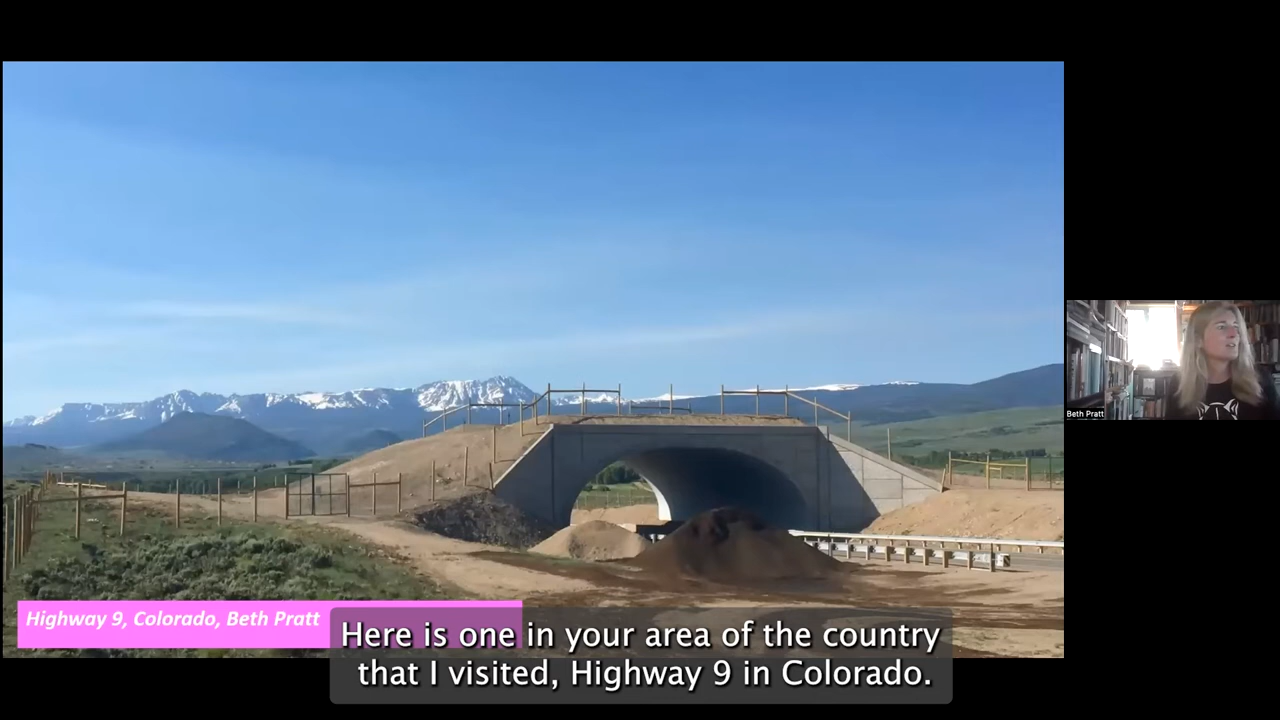 Beth Pratt
Highway 9, Colorado, Beth Pratt
Here is one in your area of the country
that I visited, Highway 9 in Colorado.